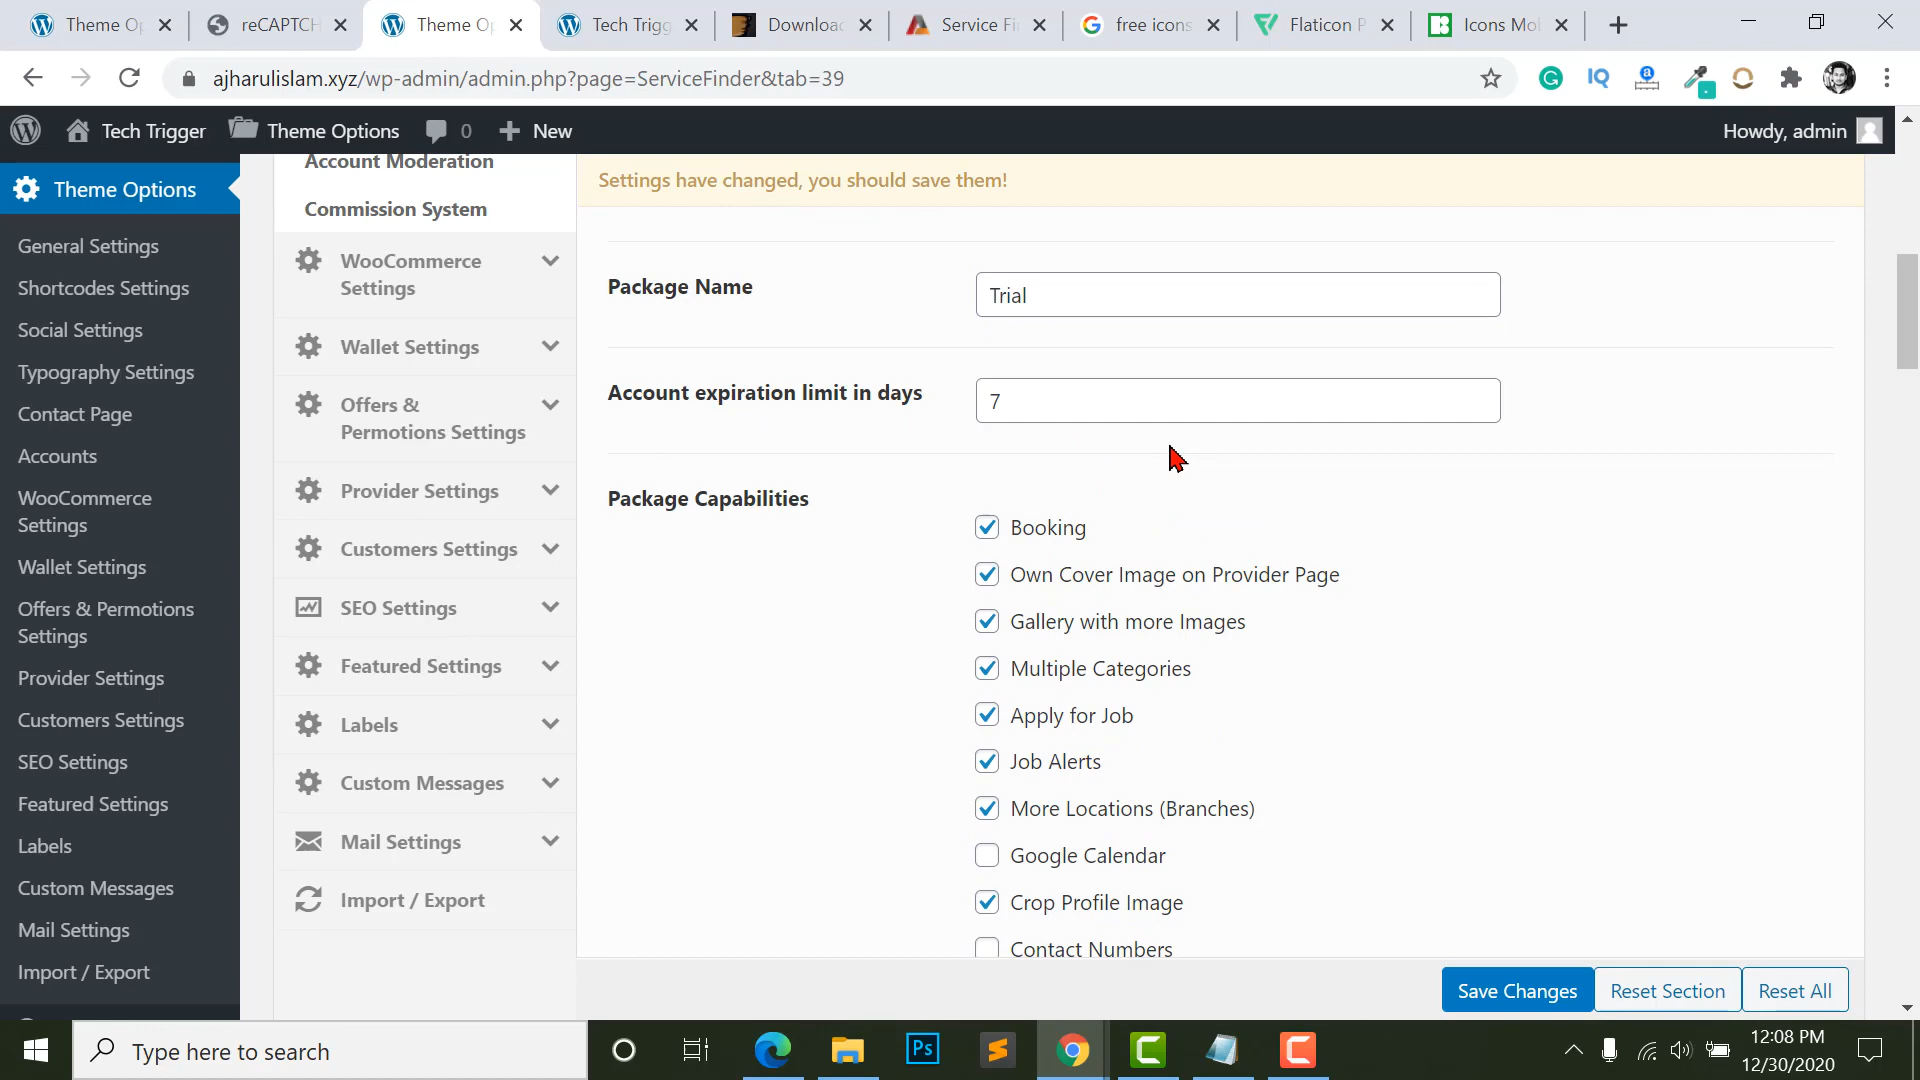 Theme Op
reCAPTCH
Theme Op
Tech Trigg
Download
Service Fi
free icons
Flaticon P
Icons Mo
ajharulislam.xyz/wp-admin/admin.php?page=ServiceFinder&tab=39
Tech Trigger
Theme Options
0
New
Howdy, admin
Theme Options
General Settings
Shortcodes Settings
Social Settings
Typography Settings
Contact Page
Accounts
WooCommerce
Settings
Wallet Settings
Offers & Permotions
Settings
Provider Settings
Customers Settings
SEO Settings
Featured Settings
Labels
Custom Messages
Mail Settings
Import / Export
Account Moderation
Commission System
WooCommerce
Settings
Wallet Settings
Offers &
Permotions Settings
Provider Settings
Customers Settings
SEO Settings
Featured Settings
Labels
Custom Messages
Mail Settings
Import / Export
Settings have changed, you should save them!
Package Name
Trial
Account expiration limit in days
7
Package Capabilities
Booking
Own Cover Image on Provider Page
Gallery with more Images
Multiple Categories
Apply for Job
Job Alerts
More Locations (Branches)
Google Calendar
Crop Profile Image
Contact Numbers
Save Changes
Reset Section
Reset All
Type here to search
Ps
12:08 PM
12/30/2020